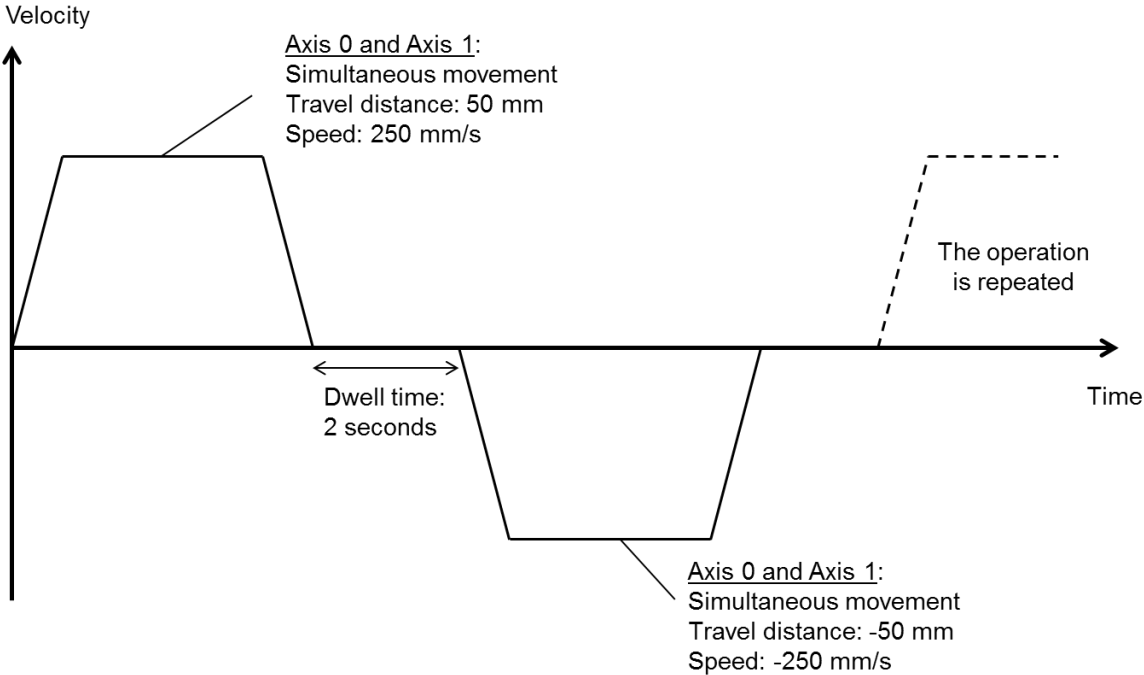 Velocity
Axis 0 and Axis 1:
Simultaneous movement
Travel distance: 50 mm
Speed: 250 mm/s
The operation
is repeated
Dwell time:
2 seconds
Time
Axis 0 and Axis 1:
Simultaneous movement
Travel distance: -50 mm
Speed: -250 mm/s